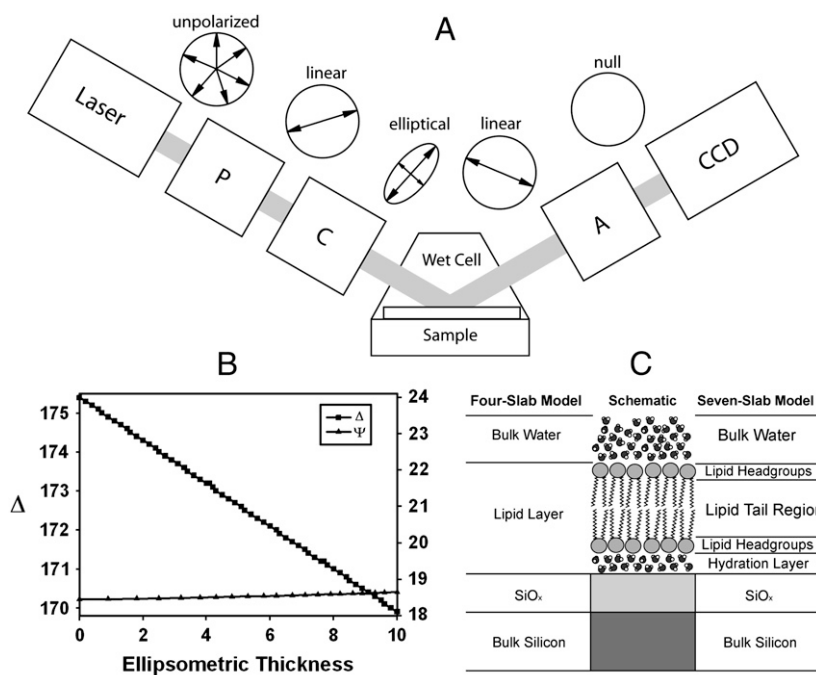 A
unpolarized
linear
elliptical
linear
null
Laser
P
C
Wet Cell
Sample
A
CCD
B
175
174
173
172
171
170
Δ
24
23
22
21
20
19
18
Δ
Ψ
0 2 4 6 8 10
Ellipsometric Thickness
C
Four-Slab Model Schematic Seven-Slab Model
Bulk Water Bulk Water
Lipid Headgroups
Lipid Layer Lipid Tail Region
Lipid Headgroups
Hydration Layer
SiOₓ SiOₓ
Bulk Silicon Bulk Silicon